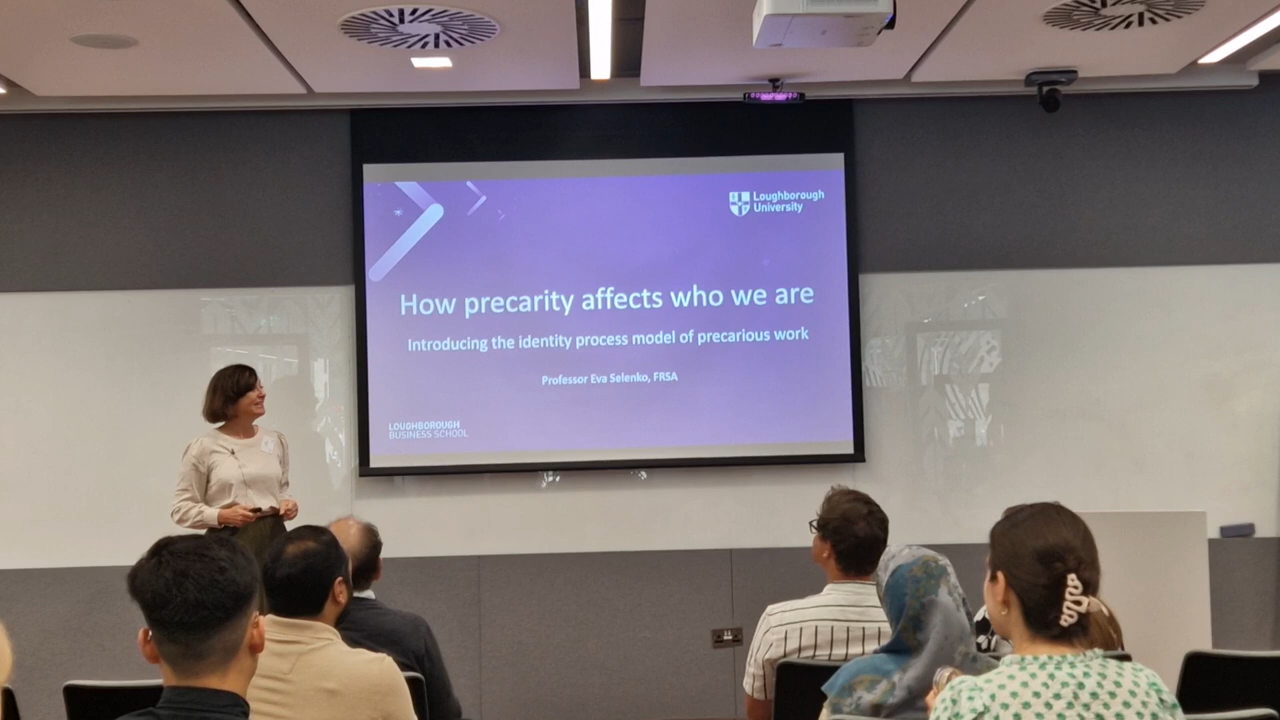 Loughborough
University
How precarity affects who we are
Introducing the identity process model of precarious work
Professor Eva Selenko, FRSA
LOUGHBOROUGH
BUSINESS SCHOOL